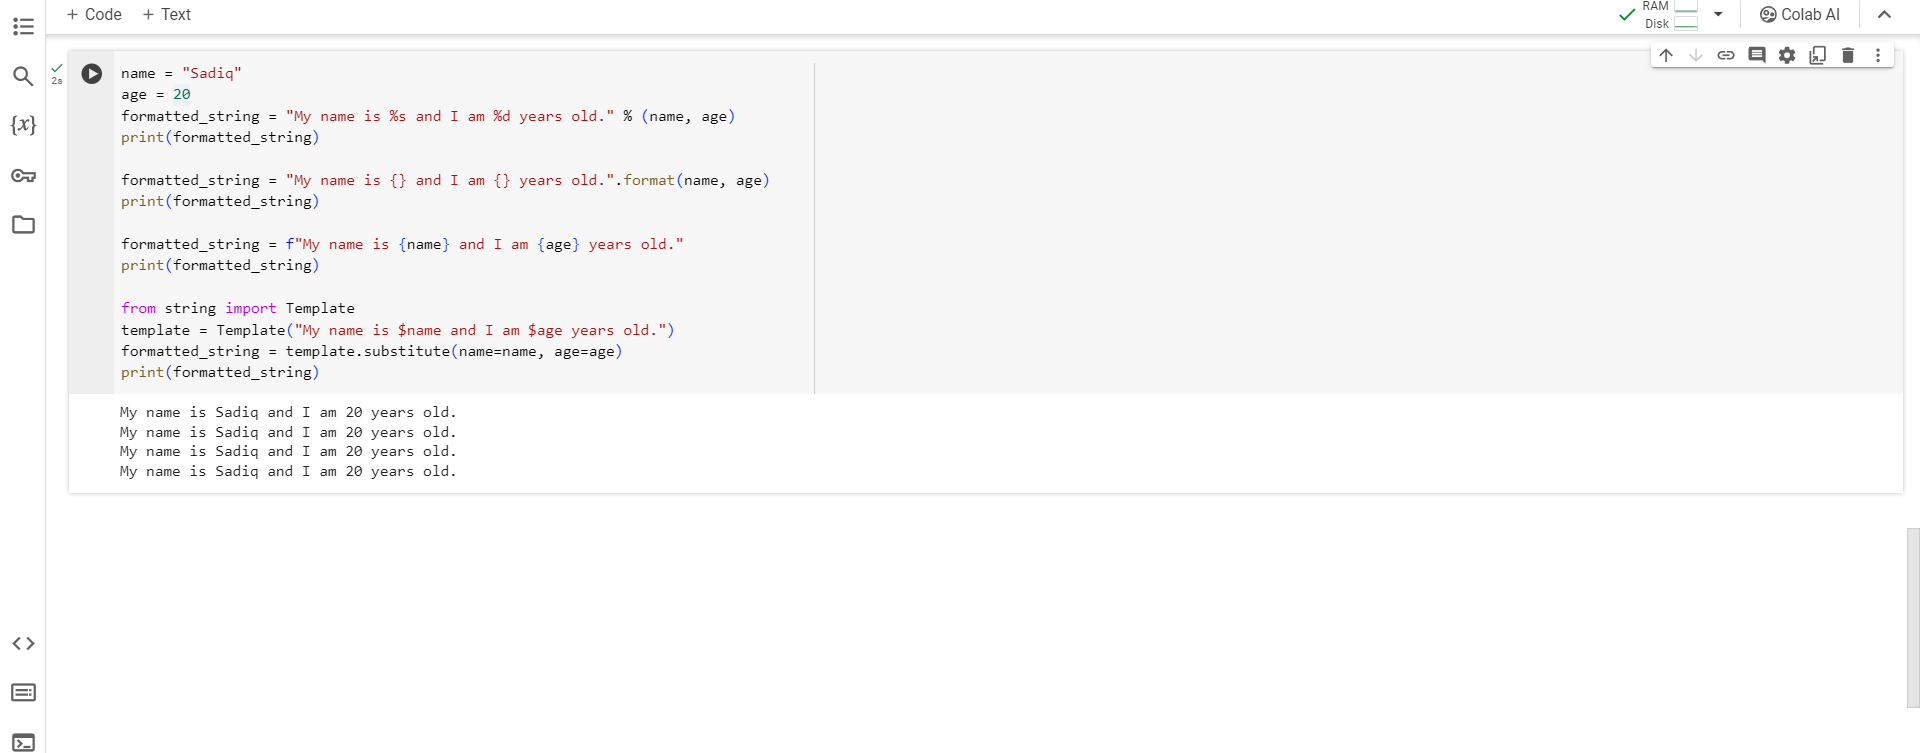 + Code + Text
RAM
Disk
Colab AI
2s
name = "Sadiq"
age = 20
formatted_string = "My name is %s and I am %d years old." % (name, age)
print(formatted_string)
formatted_string = "My name is {} and I am {} years old.".format(name, age)
print(formatted_string)
formatted_string = f"My name is {name} and I am {age} years old."
print(formatted_string)
from string import Template
template = Template("My name is $name and I am $age years old.")
formatted_string = template.substitute(name=name, age=age)
print(formatted_string)
My name is Sadiq and I am 20 years old.
My name is Sadiq and I am 20 years old.
My name is Sadiq and I am 20 years old.
My name is Sadiq and I am 20 years old.